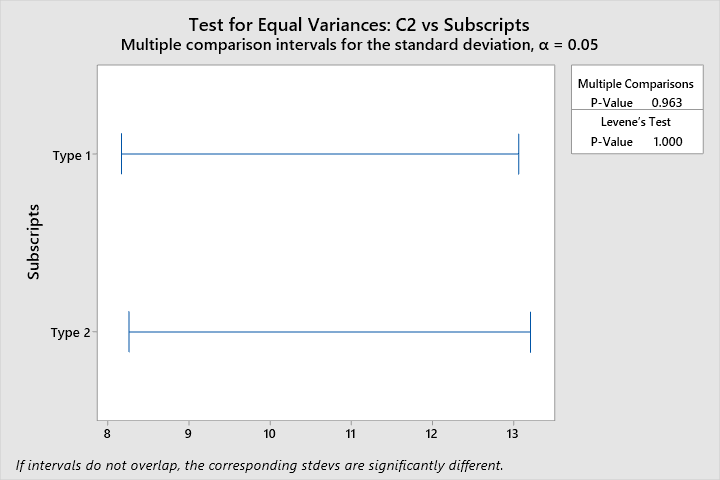 Test for Equal Variances: C2 vs Subscripts
Multiple comparison intervals for the standard deviation, α = 0.05
Multiple Comparisons
P-Value 0.963
Levene's Test
P-Value 1.000
Subscripts
Type 1
Type 2
8 9 10 11 12 13
If intervals do not overlap, the corresponding stdevs are significantly different.